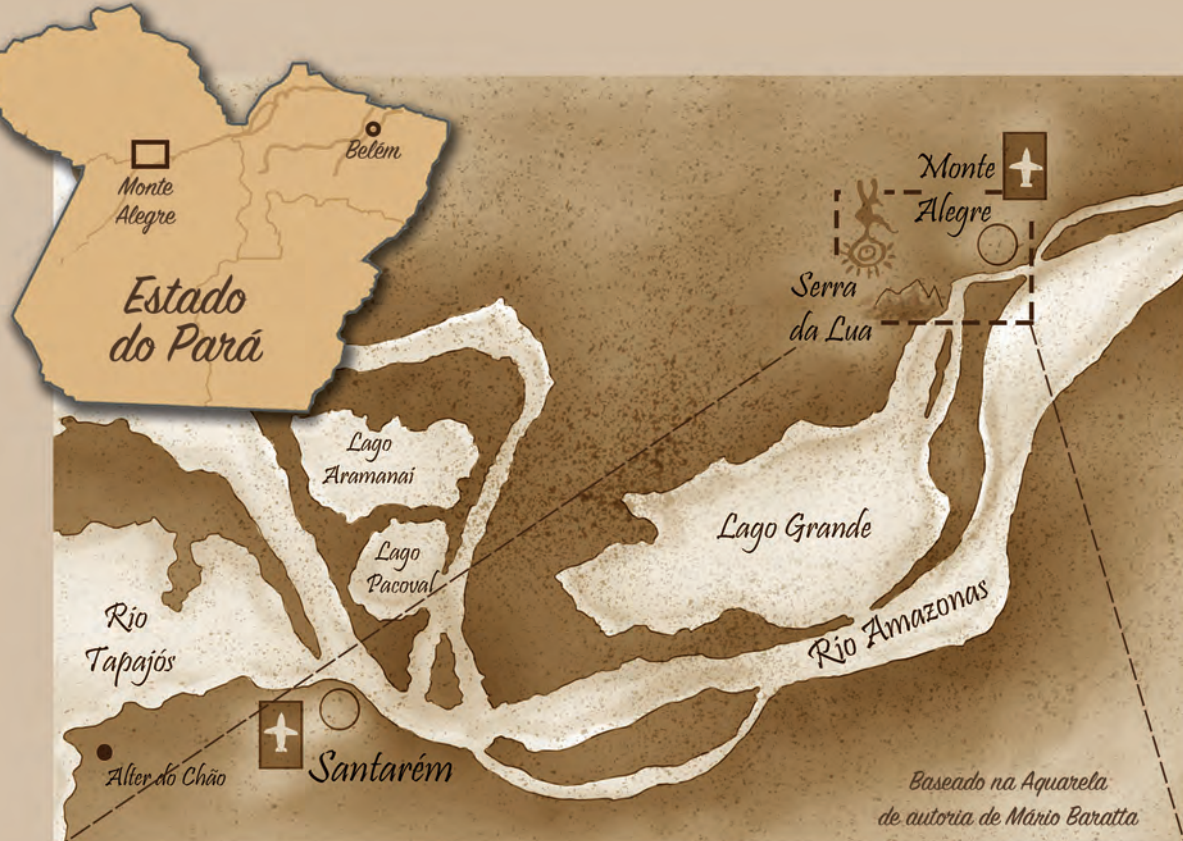 Belém
Monte
Alegre
Estado
do Pará
Monte
Alegre
Serra
da Lua
Lago
Aramanaí
Lago
Pacoval
Lago Grande
Rio
Tapajós
Rio Amazonas
Alter do Chão
Santarém
Baseado na Aquarela
de autoria de Mário Baratta